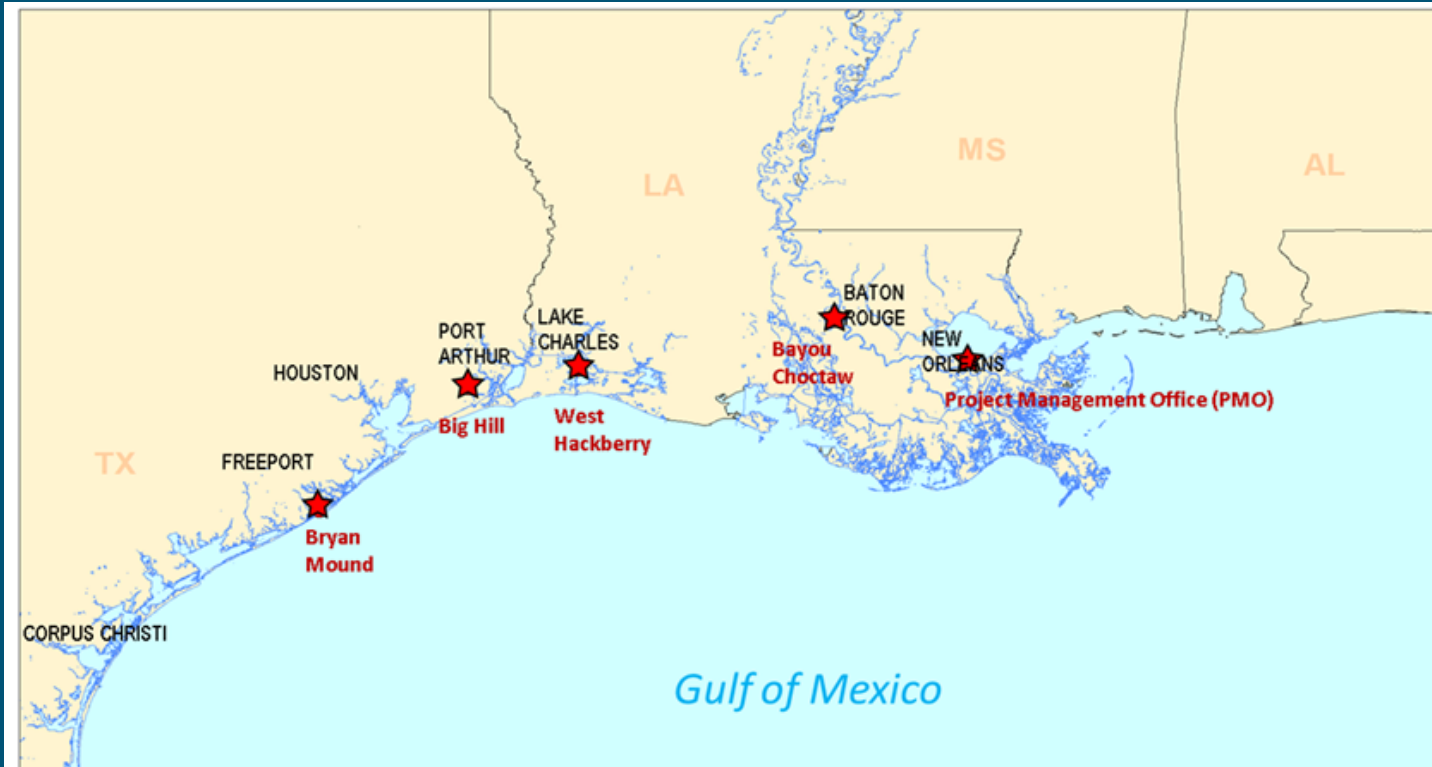 MS
AL
LA
BATON
ROUGE
LAKE
CHARLES
PORT
ARTHUR
NEW
ORLEANS
Bayou
Choctaw
HOUSTON
Project Management Office (PMO)
Big Hill
West
Hackberry
TX
FREEPORT
Bryan
Mound
CORPUS CHRISTI
Gulf of Mexico